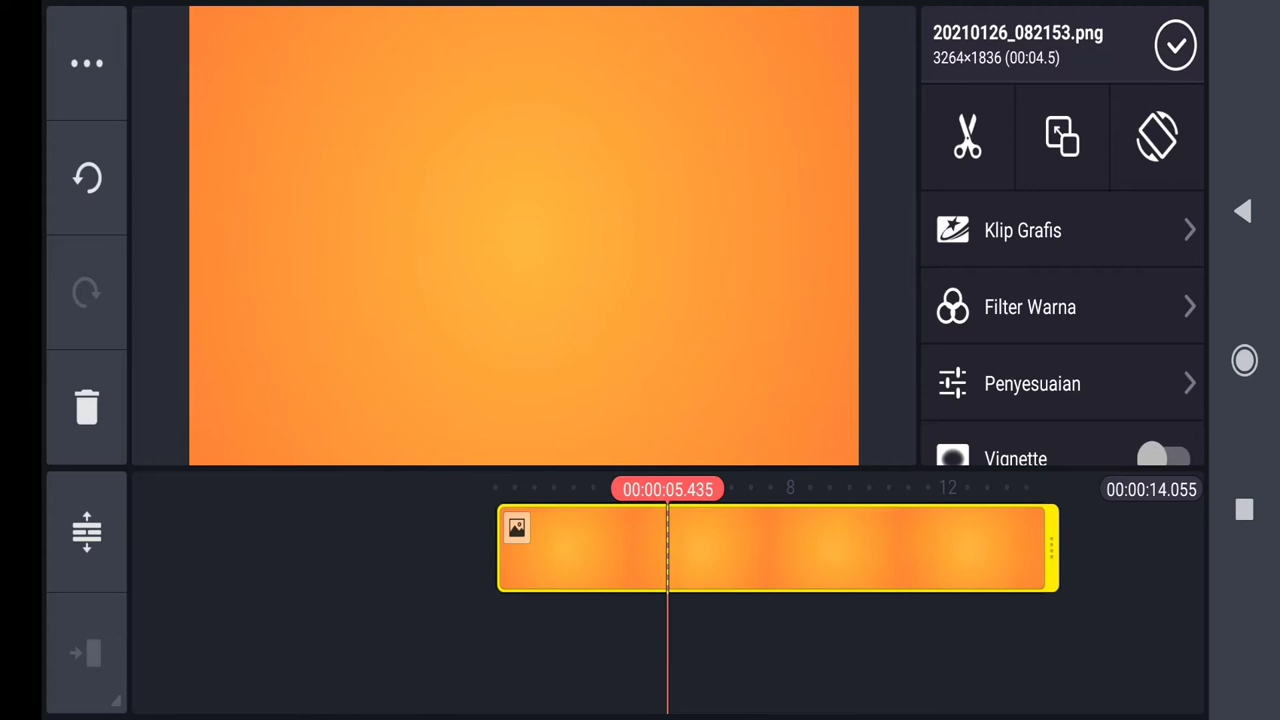 20210126_082153.png
3264×1836 (00:04.5)
Klip Grafis
Filter Warna
Penyesuaian
Vignette
00:00:05.435
8
12
00:00:14.055